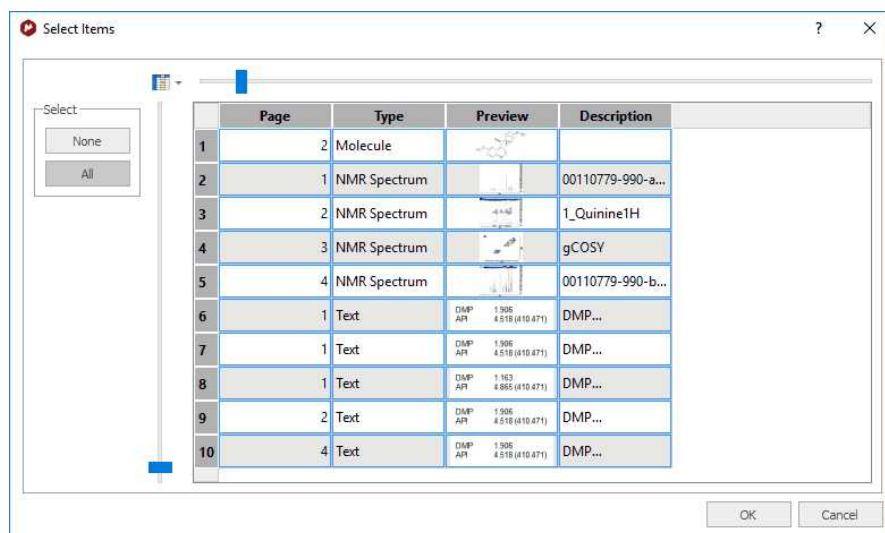 Select Items
?
Select
None
All
Page Type Preview Description
1 2 Molecule
2 1 NMR Spectrum 00110779-990-a...
3 2 NMR Spectrum 1_Quinine1H
4 3 NMR Spectrum gCOSY
5 4 NMR Spectrum 00110779-990-b...
6 1 Text DMP 1.906 API 4.518 (410.471) DMP...
7 1 Text DMP 1.906 API 4.518 (410.471) DMP...
8 1 Text DMP 1.163 API 4.865 (410.471) DMP...
9 2 Text DMP 1.906 API 4.518 (410.471) DMP...
10 4 Text DMP 1.906 API 4.518 (410.471) DMP...
OK Cancel